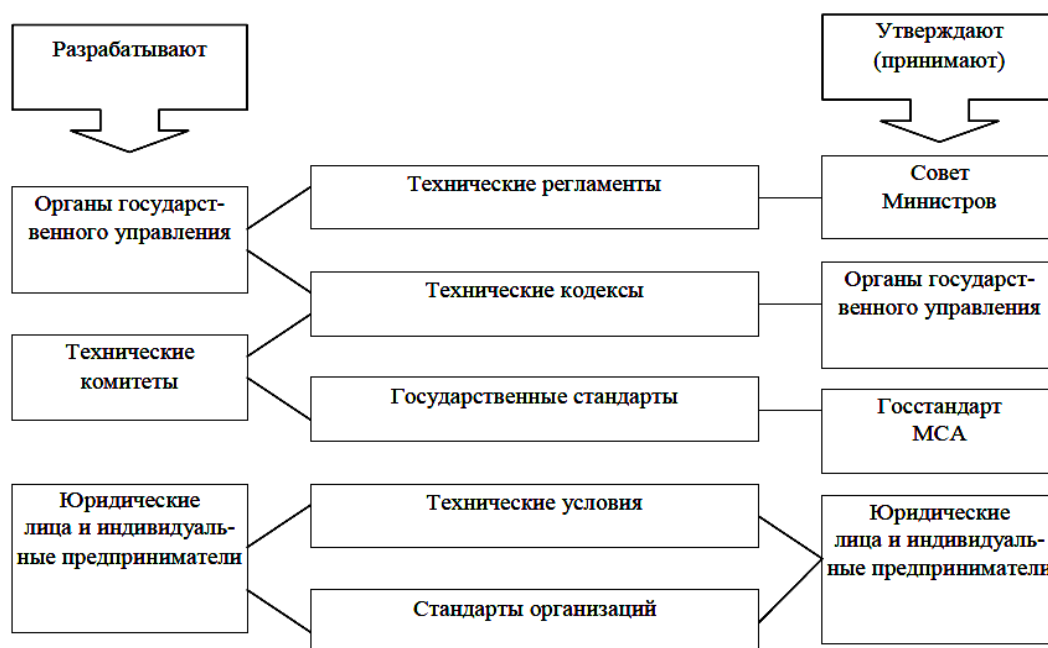 Разрабатывают
Утверждают
(принимают)
Органы государст-
венного управления
Технические регламенты
Совет
Министров
Технические кодексы
Органы государст-
венного управления
Технические
комитеты
Государственные стандарты
Госстандарт
МСА
Юридические
лица и индивидуаль-
ные предприниматели
Технические условия
Стандарты организаций
Юридические
лица и индивидуаль-
ные предприниматели